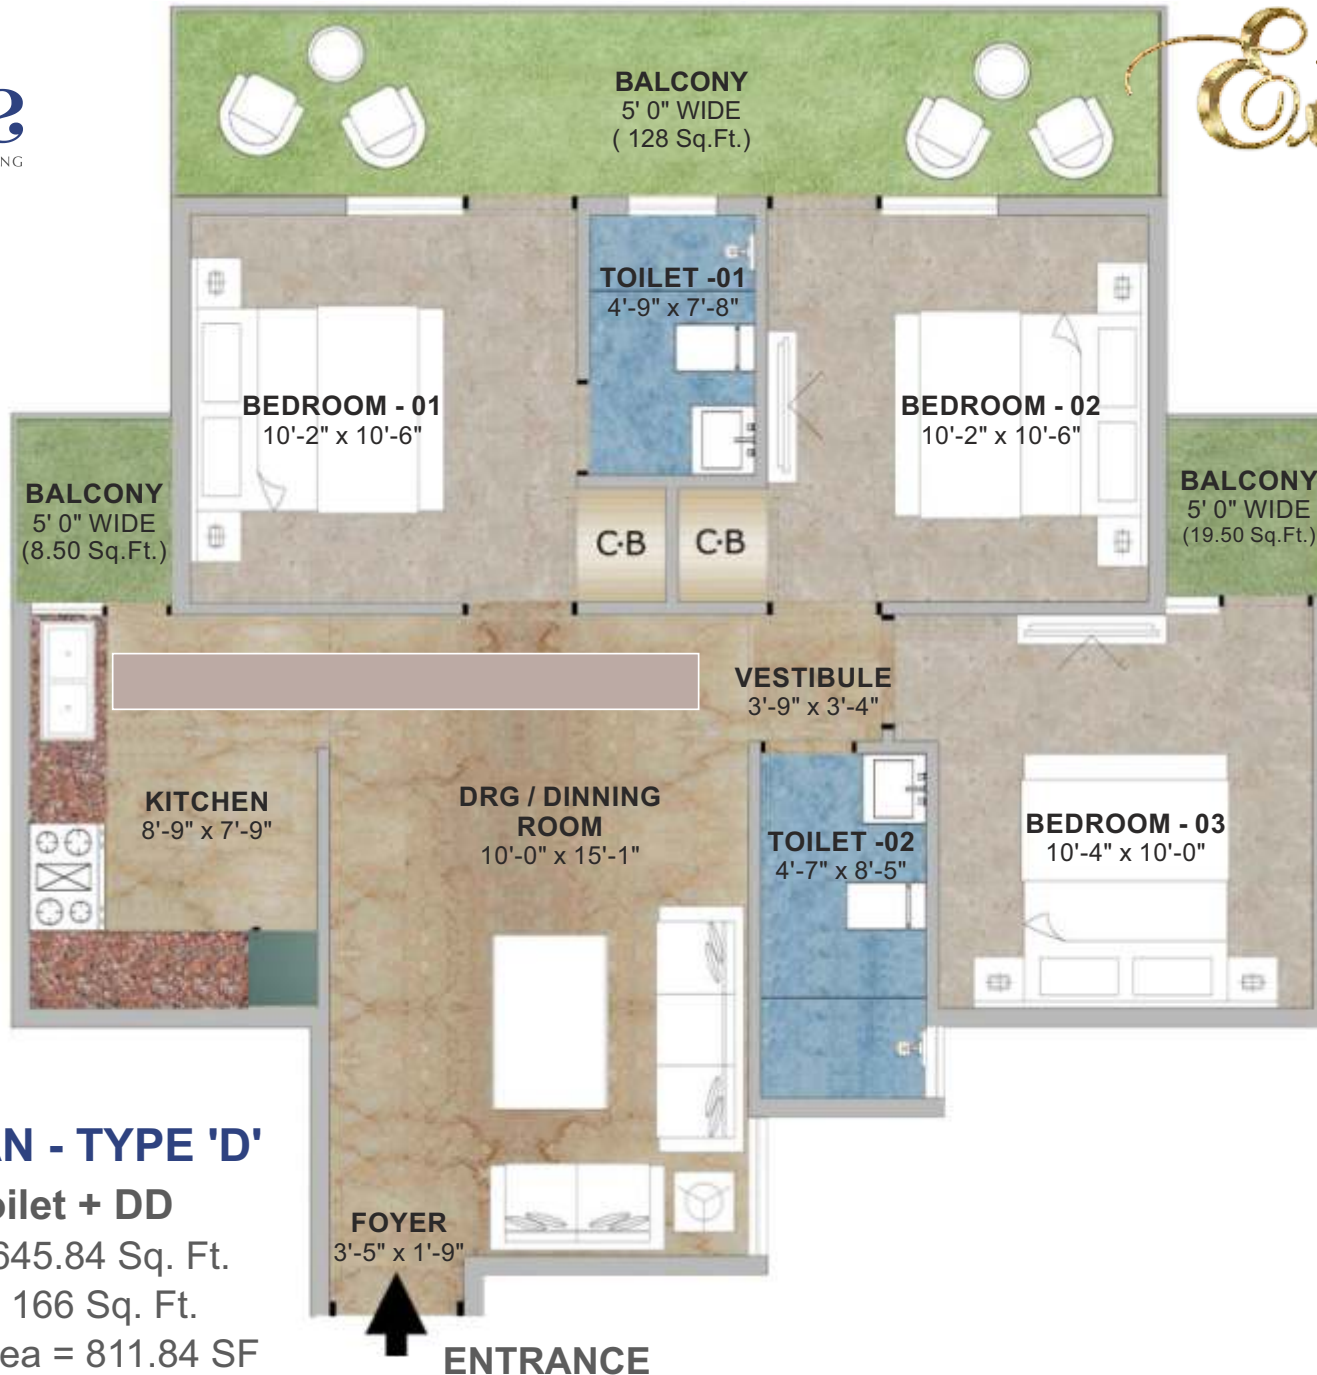 BALCONY
5' 0" WIDE
( 128 Sq.Ft.)
TOILET -01
4'-9" x 7'-8"
BEDROOM - 01
10'-2" x 10'-6"
BEDROOM - 02
10'-2" x 10'-6"
BALCONY
5' 0" WIDE
(8.50 Sq.Ft.)
BALCONY
5' 0" WIDE
(19.50 Sq.Ft.)
C·B
C·B
VESTIBULE
3'-9" x 3'-4"
KITCHEN
8'-9" x 7'-9"
DRG / DINNING
ROOM
10'-0" x 15'-1"
TOILET -02
4'-7" x 8'-5"
BEDROOM - 03
10'-4" x 10'-0"
FOYER
3'-5" x 1'-9"
ENTRANCE
- TYPE 'D'
+ DD
645.84 Sq. Ft.
166 Sq. Ft.
= 811.84 SF